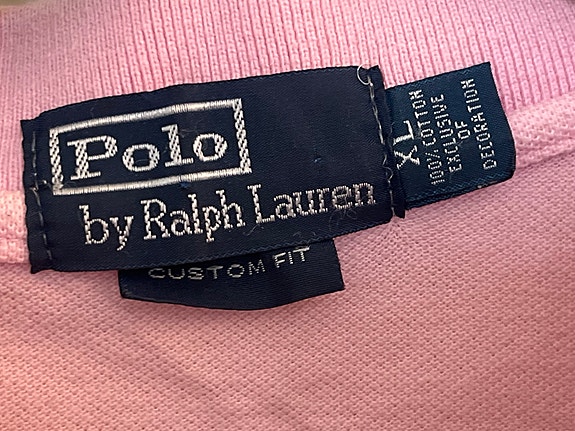 Polo
by Ralph Lauren
CUSTOM FIT
XL
100% COTTON
EXCLUSIVE
OF
DECORATION